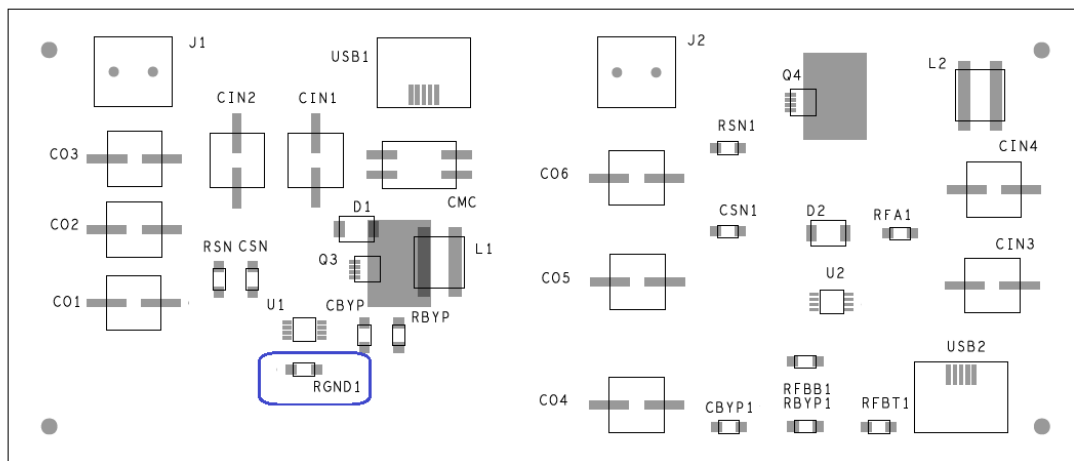 J1
USB1
CIN2
CIN1
CO3
CMC
D1
CO2
RSN
CSN
Q3
L1
CO1
U1
CBYP
RBYP
RGND1
J2
Q4
L2
RSN1
CIN4
CO6
CSN1
D2
RFA1
CIN3
CO5
U2
USB2
RFBB1
CO4
CBYP1
RBYP1
RFBT1